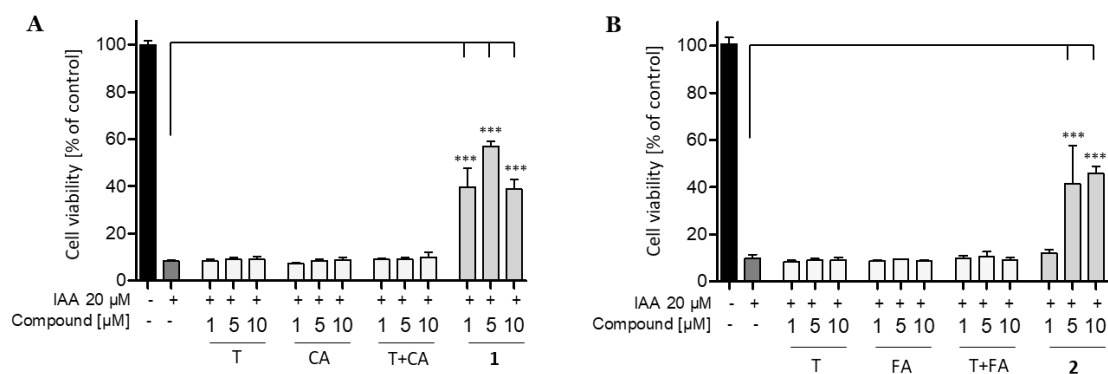 A
Cell viability [% of control]
100
80
60
40
20
0
*** *** ***
IAA 20 µM - + + + + + + + + + + + + +
Compound [µM] - - 1 5 10 1 5 10 1 5 10 1 5 10
T CA T+CA 1
B
Cell viability [% of control]
100
80
60
40
20
0
*** ***
IAA 20 µM - + + + + + + + + + + + + +
Compound [µM] - - 1 5 10 1 5 10 1 5 10 1 5 10
T FA T+FA 2